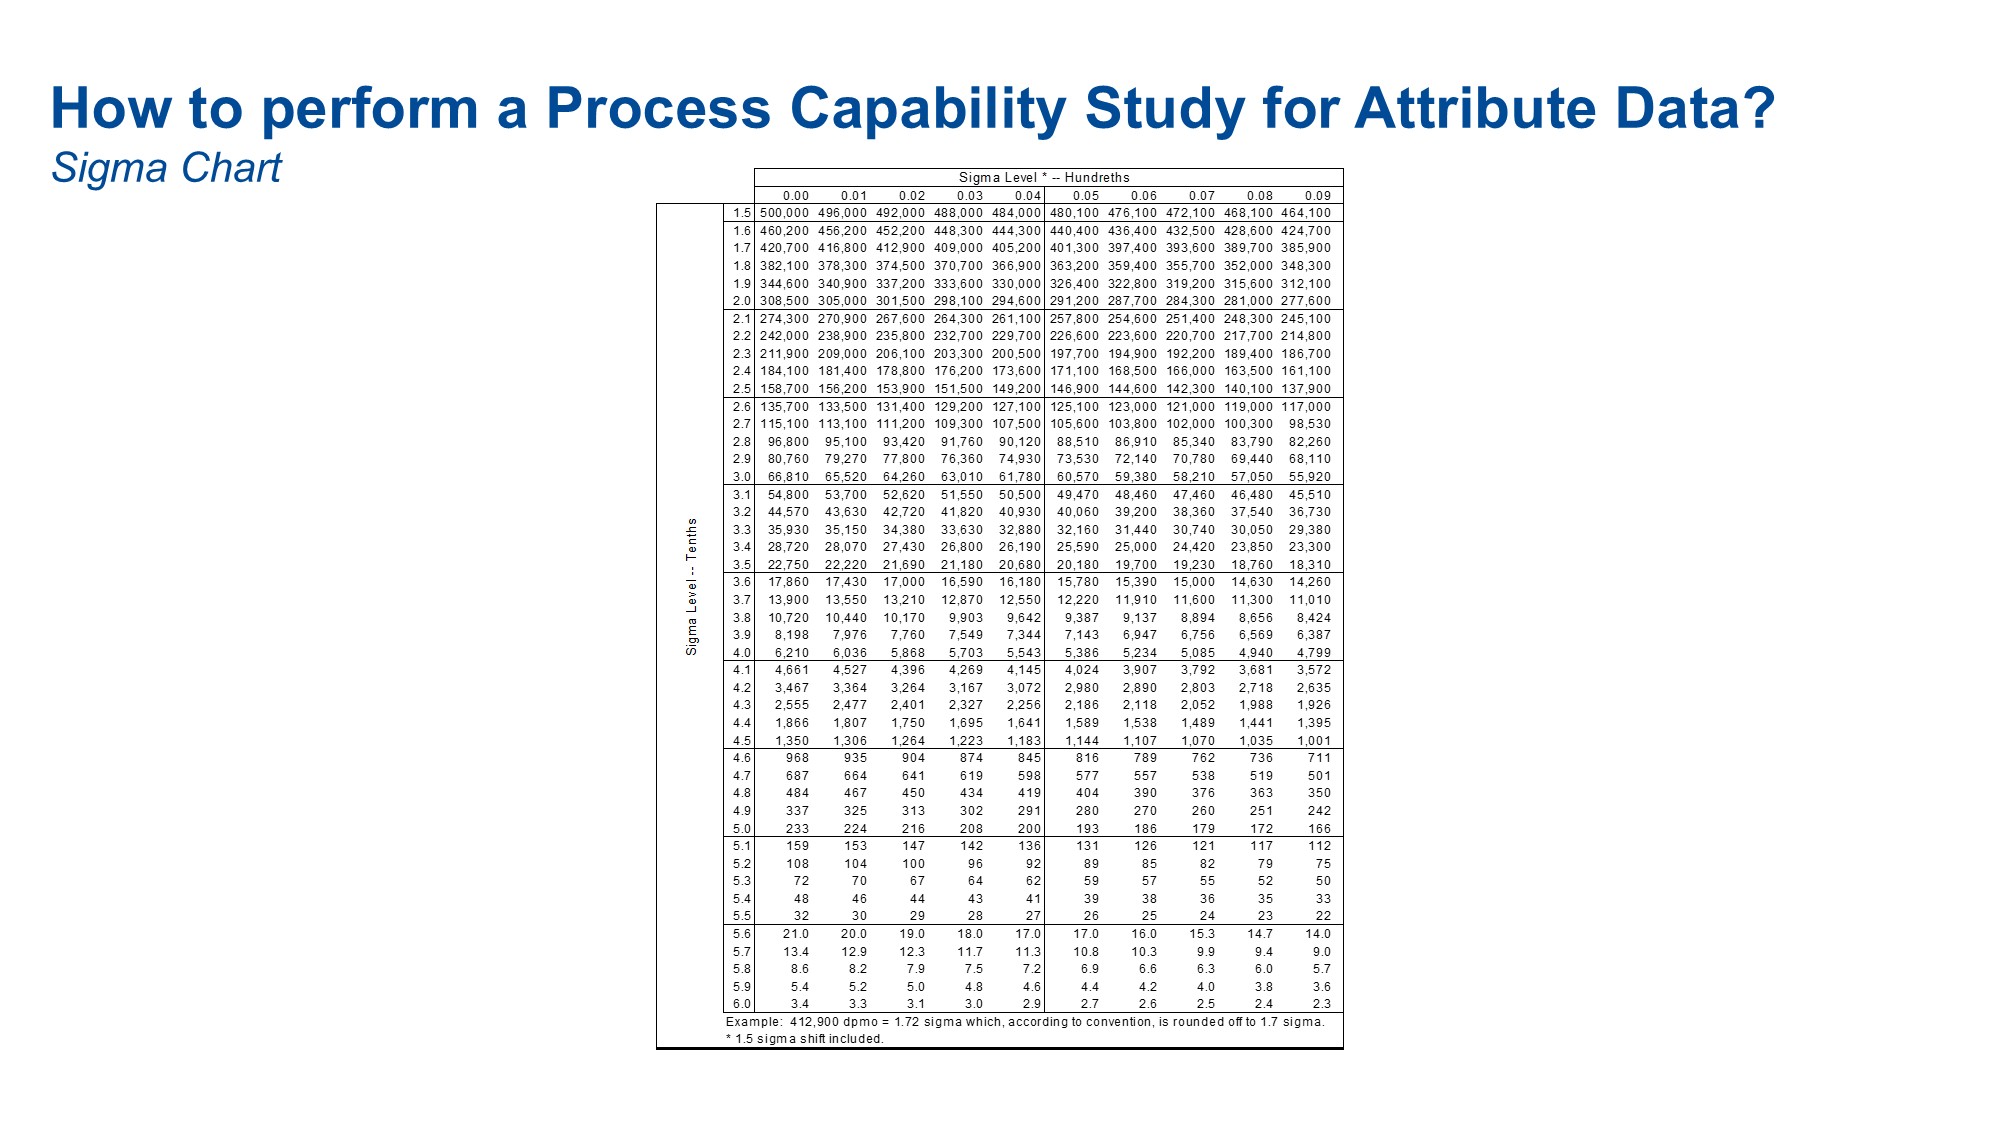 How to perform a Process Capability Study for Attribute Data?
Sigma Chart
Sigma Level * -- Hundreths
0.00 0.01 0.02 0.03 0.04 0.05 0.06 0.07 0.08 0.09
Sigma Level -- Tenths
1.5 500,000 496,000 492,000 488,000 484,000 480,100 476,100 472,100 468,100 464,100
1.6 460,200 456,200 452,200 448,300 444,300 440,400 436,400 432,500 428,600 424,700
1.7 420,700 416,800 412,900 409,000 405,200 401,300 397,400 393,600 389,700 385,900
1.8 382,100 378,300 374,500 370,700 366,900 363,200 359,400 355,700 352,000 348,300
1.9 344,600 340,900 337,200 333,600 330,000 326,400 322,800 319,200 315,600 312,100
2.0 308,500 305,000 301,500 298,100 294,600 291,200 287,700 284,300 281,000 277,600
2.1 274,300 270,900 267,600 264,300 261,100 257,800 254,600 251,400 248,300 245,100
2.2 242,000 238,900 235,800 232,700 229,700 226,600 223,600 220,700 217,700 214,800
2.3 211,900 209,000 206,100 203,300 200,500 197,700 194,900 192,200 189,400 186,700
2.4 184,100 181,400 178,800 176,200 173,600 171,100 168,500 166,000 163,500 161,100
2.5 158,700 156,200 153,900 151,500 149,200 146,900 144,600 142,300 140,100 137,900
2.6 135,700 133,500 131,400 129,200 127,100 125,100 123,000 121,000 119,000 117,000
2.7 115,100 113,100 111,200 109,300 107,500 105,600 103,800 102,000 100,300 98,530
2.8 96,800 95,100 93,420 91,760 90,120 88,510 86,910 85,340 83,790 82,260
2.9 80,760 79,270 77,800 76,360 74,930 73,530 72,140 70,780 69,440 68,110
3.0 66,810 65,520 64,260 63,010 61,780 60,570 59,380 58,210 57,050 55,920
3.1 54,800 53,700 52,620 51,550 50,500 49,470 48,460 47,460 46,480 45,510
3.2 44,570 43,630 42,720 41,820 40,930 40,060 39,200 38,360 37,540 36,730
3.3 35,930 35,150 34,380 33,630 32,880 32,160 31,440 30,740 30,050 29,380
3.4 28,720 28,070 27,430 26,800 26,190 25,590 25,000 24,420 23,850 23,300
3.5 22,750 22,220 21,690 21,180 20,680 20,180 19,700 19,230 18,760 18,310
3.6 17,860 17,430 17,000 16,590 16,180 15,780 15,390 15,000 14,630 14,260
3.7 13,900 13,550 13,210 12,870 12,550 12,220 11,910 11,600 11,300 11,010
3.8 10,720 10,440 10,170 9,903 9,642 9,387 9,137 8,894 8,656 8,424
3.9 8,198 7,976 7,760 7,549 7,344 7,143 6,947 6,756 6,569 6,387
4.0 6,210 6,036 5,868 5,703 5,543 5,386 5,234 5,085 4,940 4,799
4.1 4,661 4,527 4,396 4,269 4,145 4,024 3,907 3,792 3,681 3,572
4.2 3,467 3,364 3,264 3,167 3,072 2,980 2,890 2,803 2,718 2,635
4.3 2,555 2,477 2,401 2,327 2,256 2,186 2,118 2,052 1,988 1,926
4.4 1,866 1,807 1,750 1,695 1,641 1,589 1,538 1,489 1,441 1,395
4.5 1,350 1,306 1,264 1,223 1,183 1,144 1,107 1,070 1,035 1,001
4.6 968 935 904 874 845 816 789 762 736 711
4.7 687 664 641 619 598 577 557 538 519 501
4.8 484 467 450 434 419 404 390 376 363 350
4.9 337 325 313 302 291 280 270 260 251 242
5.0 233 224 216 208 200 193 186 179 172 166
5.1 159 153 147 142 136 131 126 121 117 112
5.2 108 104 100 96 92 89 85 82 79 75
5.3 72 70 67 64 62 59 57 55 52 50
5.4 48 46 44 43 41 39 38 36 35 33
5.5 32 30 29 28 27 26 25 24 23 22
5.6 21.0 20.0 19.0 18.0 17.0 17.0 16.0 15.3 14.7 14.0
5.7 13.4 12.9 12.3 11.7 11.3 10.8 10.3 9.9 9.4 9.0
5.8 8.6 8.2 7.9 7.5 7.2 6.9 6.6 6.3 6.0 5.7
5.9 5.4 5.2 5.0 4.8 4.6 4.4 4.2 4.0 3.8 3.6
6.0 3.4 3.3 3.1 3.0 2.9 2.7 2.6 2.5 2.4 2.3
Example: 412,900 dpmo = 1.72 sigma which, according to convention, is rounded off to 1.7 sigma.
* 1.5 sigma shift included.